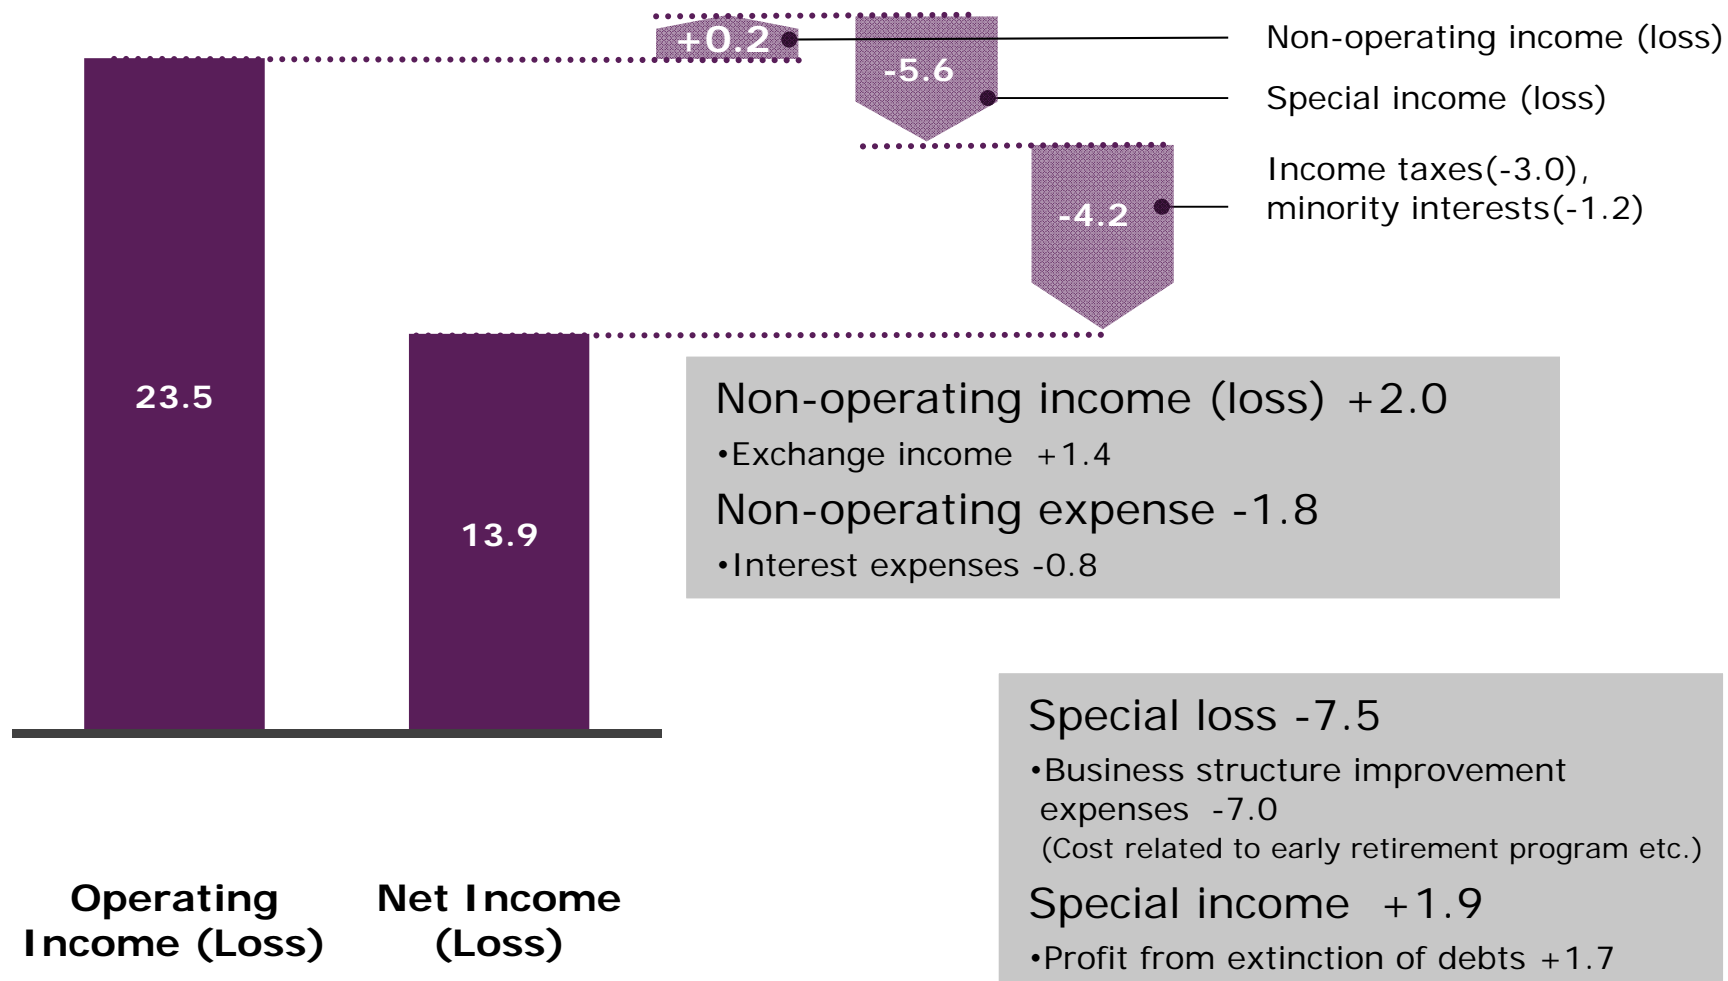 +0.2
Non-operating income (loss)
-5.6
Special income (loss)
Income taxes(-3.0),
minority interests(-1.2)
-4.2
23.5
13.9
Non-operating income (loss) +2.0
•Exchange income +1.4
Non-operating expense -1.8
•Interest expenses -0.8
Special loss -7.5
•Business structure improvement
expenses -7.0
(Cost related to early retirement program etc.)
Special income +1.9
•Profit from extinction of debts +1.7
Operating
Income (Loss)
Net Income
(Loss)